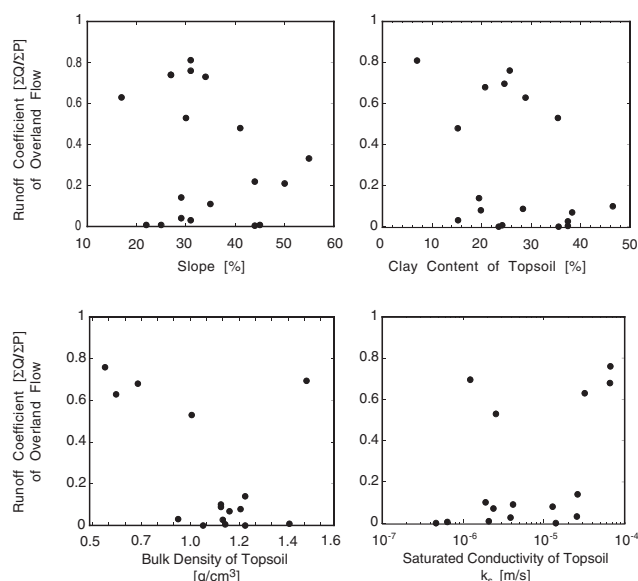 Runoff Coefficient [ΣQ/ΣP]
of Overland Flow
1
0.8
0.6
0.4
0.2
0
10 20 30 40 50 60
Slope [%]
1
0.8
0.6
0.4
0.2
0
0 10 20 30 40 50
Clay Content of Topsoil [%]
Runoff Coefficient [ΣQ/ΣP]
of Overland Flow
1
0.8
0.6
0.4
0.2
0
0.5 0.7 1.0 1.2 1.4 1.6
Bulk Density of Topsoil
[g/cm³]
1
0.8
0.6
0.4
0.2
0
10⁻⁷ 10⁻⁶ 10⁻⁵ 10⁻⁴
Saturated Conductivity of Topsoil
[m/s]